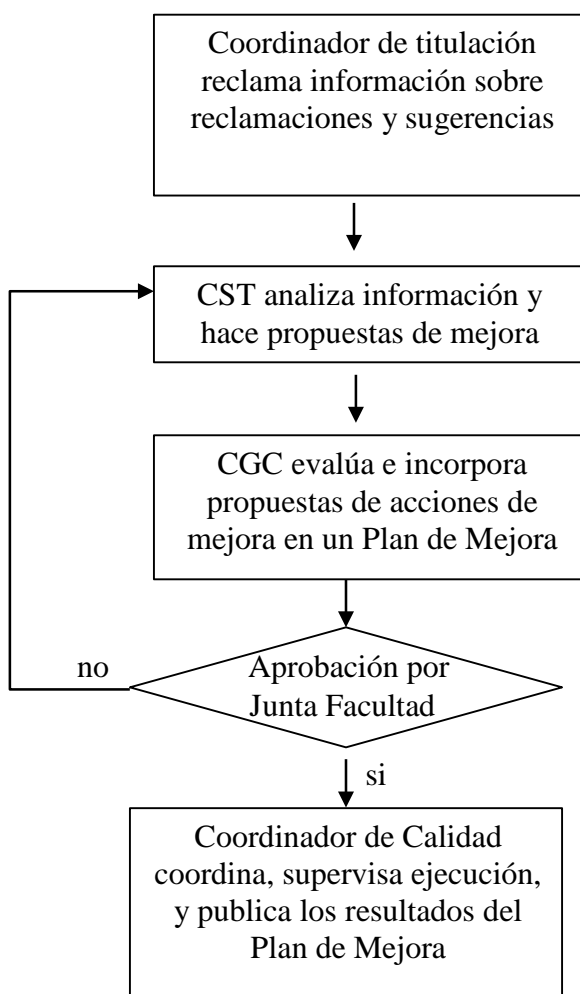 Coordinador de titulación
reclama información sobre
reclamaciones y sugerencias
CST analiza información y
hace propuestas de mejora
CGC evalúa e incorpora
propuestas de acciones de
mejora en un Plan de Mejora
no
Aprobación por
Junta Facultad
si
Coordinador de Calidad
coordina, supervisa ejecución,
y publica los resultados del
Plan de Mejora